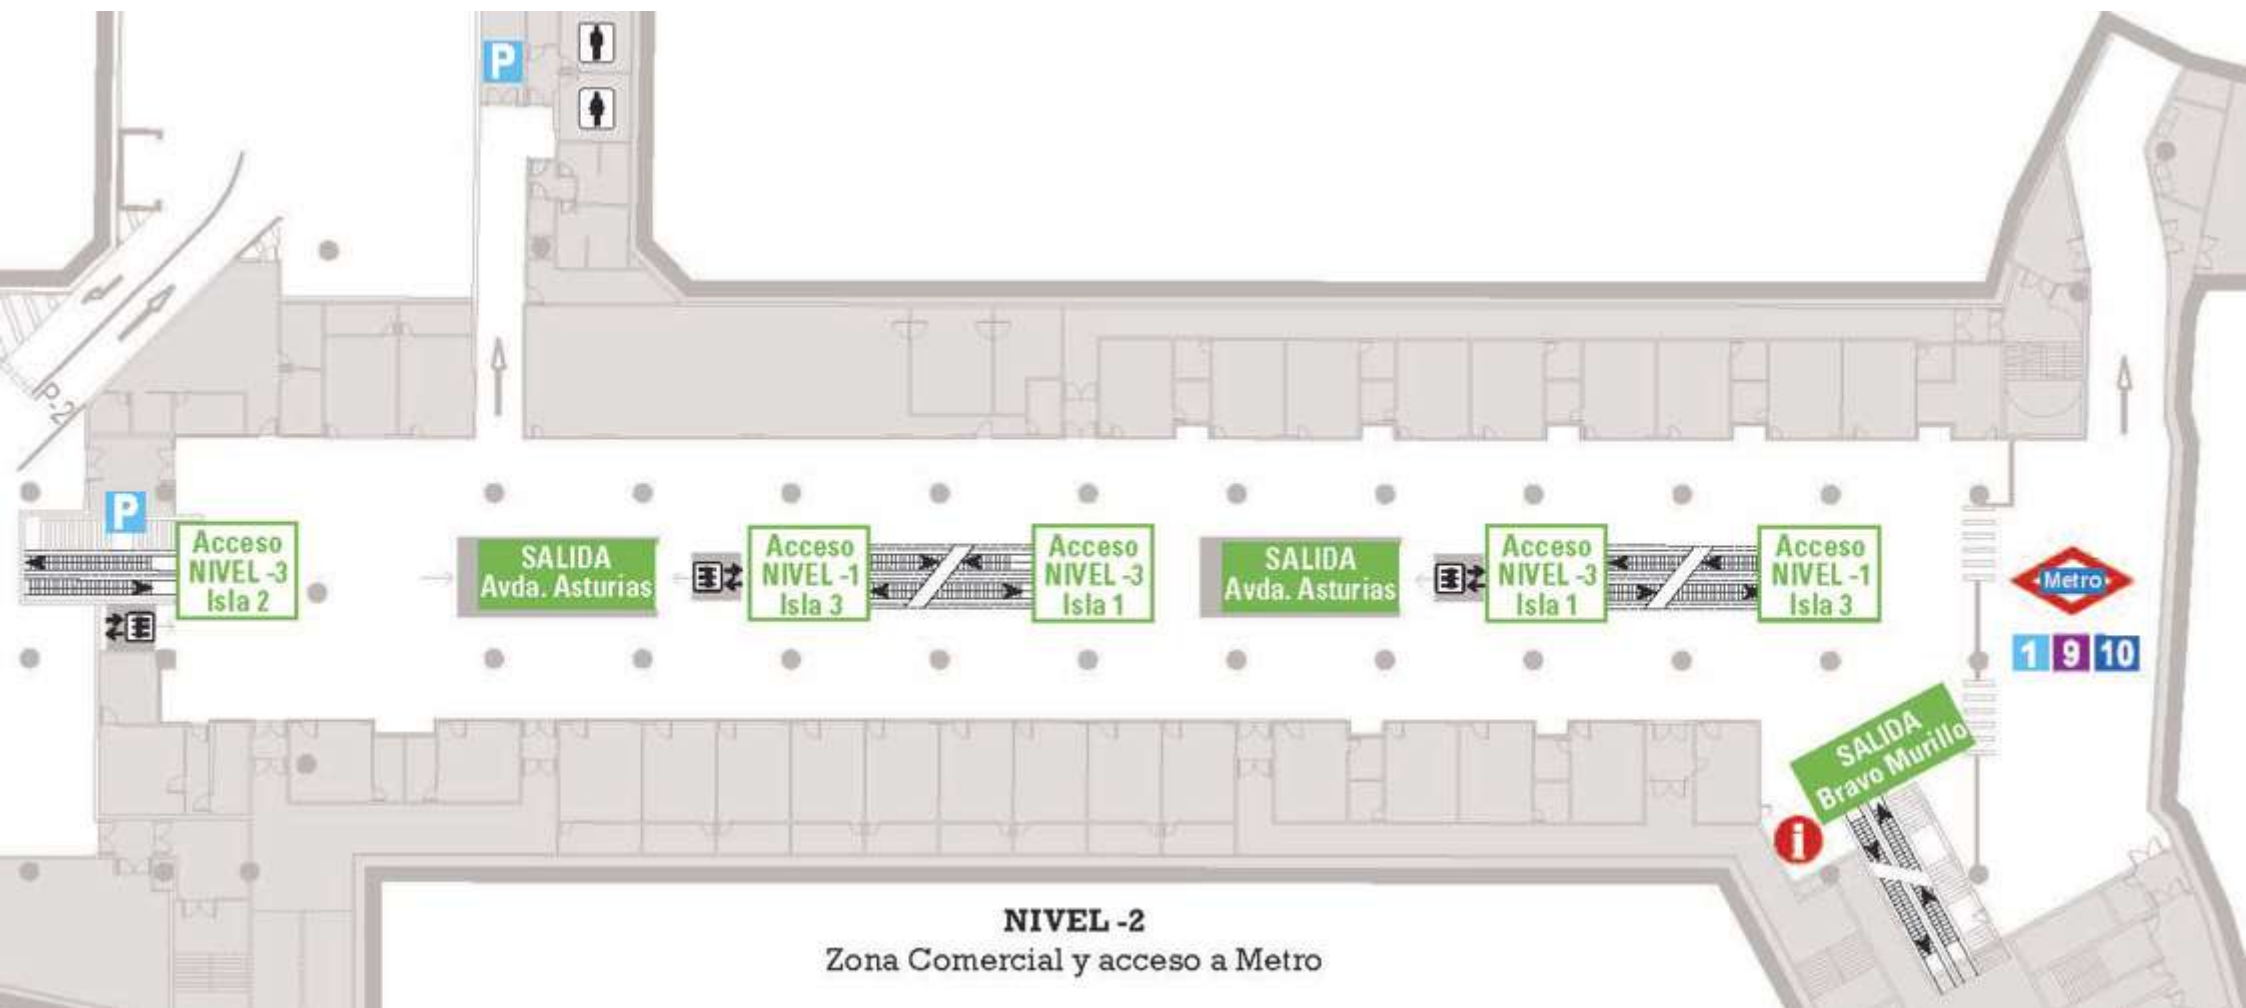 P
P-2
P
Acceso
NIVEL -3
Isla 2
SALIDA
Avda. Asturias
Acceso
NIVEL -1
Isla 3
Acceso
NIVEL -3
Isla 1
SALIDA
Avda. Asturias
Acceso
NIVEL -3
Isla 1
Acceso
NIVEL -1
Isla 3
Metro
1 9 10
SALIDA
Bravo Murillo
i
NIVEL -2
Zona Comercial y acceso a Metro